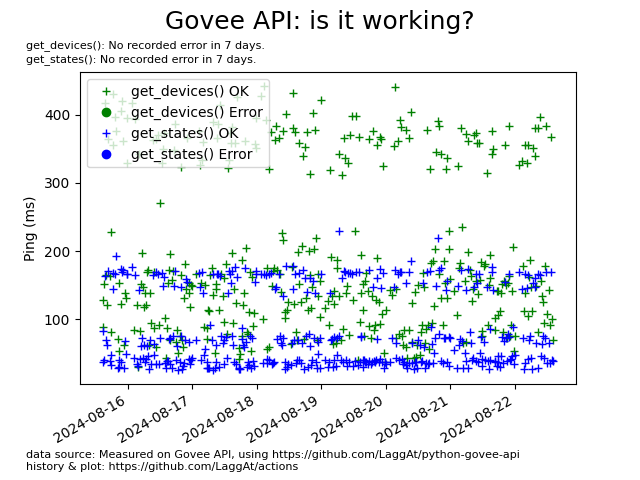 Govee API: is it working?
get_devices(): No recorded error in 7 days.
get_states(): No recorded error in 7 days.
get_devices() OK
get_devices() Error
get_states() OK
get_states() Error
Ping (ms)
400
300
200
100
2024-08-16
2024-08-17
2024-08-18
2024-08-19
2024-08-20
2024-08-21
2024-08-22
data source: Measured on Govee API, using https://github.com/LaggAt/python-govee-api
history & plot: https://github.com/LaggAt/actions